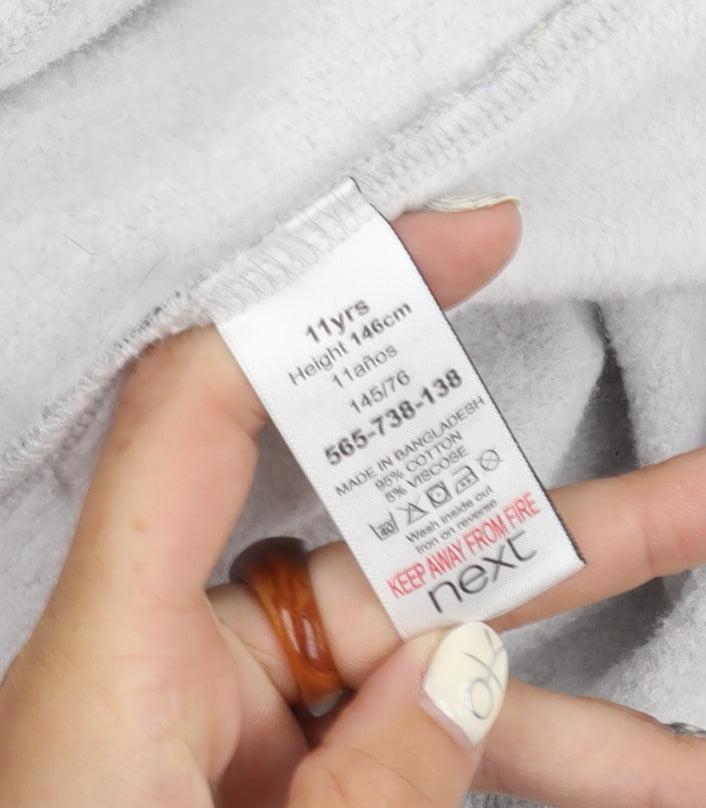 11yrs
Height 146cm
11años
145/76
565-738-138
MADE IN BANGLADESH
95% COTTON
5% VISCOSE
40
Wash inside out
Iron on reverse
KEEP AWAY FROM FIRE
next